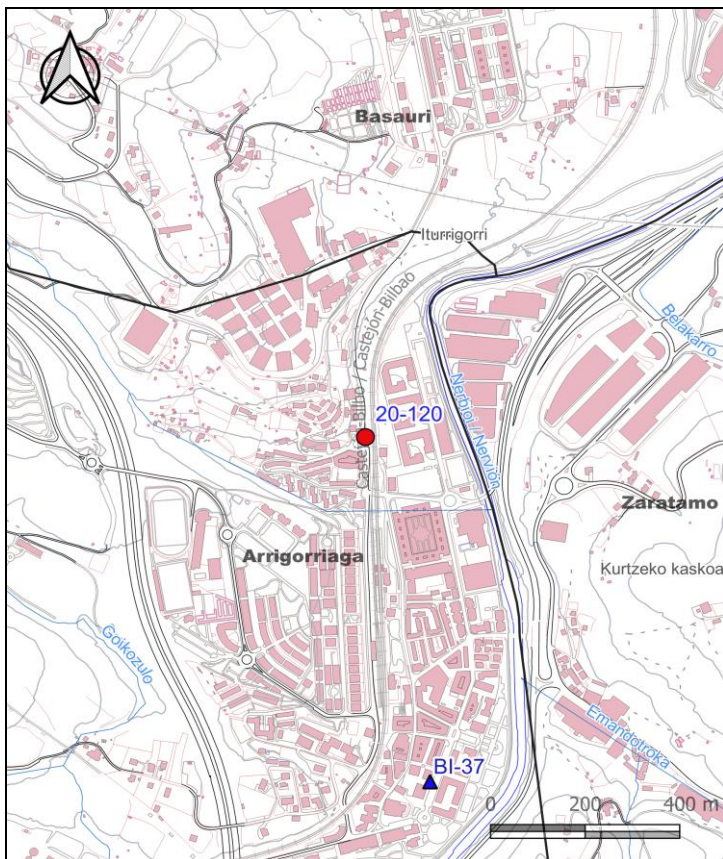 Basauri
Iturrigorri
Castejón-Bilbo / Castejón-Bilbao
Belakarro
20-120
Nerbioi / Nervión
Zaratamo
Arrigorriaga
Kurtzeko kaskoa
Goikozulo
Emandotroka
BI-37
0 200 400 m